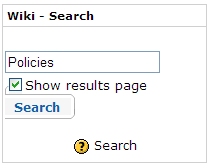 Wiki - Search
Policies
Show results page
Search
? Search